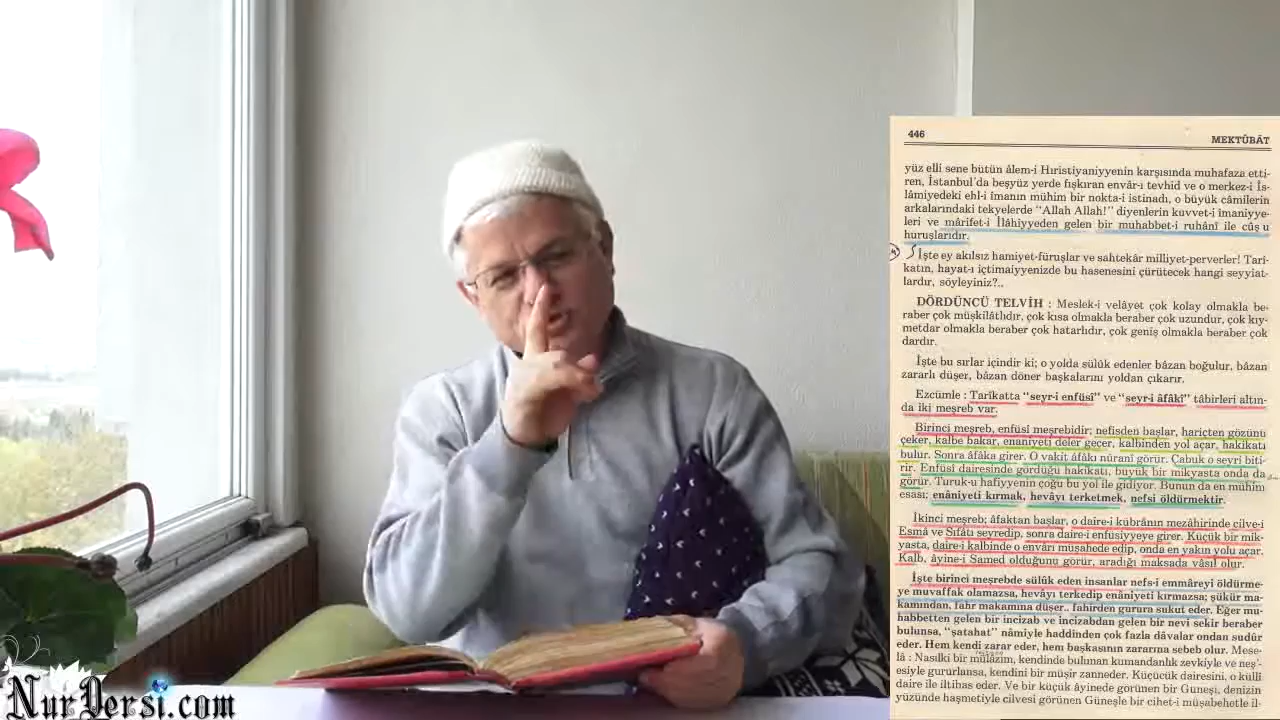 446
MEKTÛBÂT
yüz elli sene bütün âlem-i Hıristiyaniyyenin karşısında muhafaza etti-
ren, İstanbul'da beşyüz yerde fışkıran envâr-ı tevhid ve o merkez-i İs-
lâmiyedeki ehl-i imanın mühim bir nokta-i istinadı, o büyük câmilerin
arkalarındaki tekyelerde "Allah Allah!" diyenlerin kuvvet-i imaniyye-
leri ve mârifet-i İlâhiyyeden gelen bir muhabbet-i ruhânî ile cûş u
huruşlarıdır.
İşte ey akılsız hamiyet-füruşlar ve sahtekâr milliyet-perverler! Tarî-
katın, hayat-ı içtimaiyyenizde bu hasenesini çürütecek hangi seyyiat-
lardır, söyleyiniz?..
DÖRDÜNCÜ TELVİH : Meslek-i velâyet çok kolay olmakla be-
raber çok müşkilâtlıdır, çok kısa olmakla beraber çok uzundur, çok kıy-
metdar olmakla beraber çok hatarlıdır, çok geniş olmakla beraber çok
dardır.
İşte bu sırlar içindir ki; o yolda sülûk edenler bâzan boğulur, bâzan
zararlı düşer, bâzan döner başkalarını yoldan çıkarır.
Ezcümle : Tarîkatta "seyr-i enfüsî" ve "seyr-i âfakî" tâbirleri altın-
da iki meşreb var.
Birinci meşreb, enfüsî meşrebidir; nefisden başlar, hariçten gözünü
çeker, kalbe bakar, enaniyeti deler geçer, kalbinden yol açar, hakikatı
bulur. Sonra âfâka girer. O vakit âfâkı nûranî görür. Çabuk o seyri biti-
rir. Enfüsî dairesinde gördüğü hakikatı, büyük bir mikyasta onda da
görür. Turuk-u hafiyyenin çoğu bu yol ile gidiyor. Bunun da en mühim
esası: enâniyeti kırmak, hevâyı terketmek, nefsi öldürmektir.
İkinci meşreb; âfaktan başlar, o daire-i kübrânın mezâhirinde cilve-i
Esmâ ve Sıfâtı seyredip, sonra daire-i enfüsiyyeye girer. Küçük bir mik-
yasta, daire-i kalbinde o envârı müşahede edip, onda en yakın yolu açar.
Kalb, âyine-i Samed olduğunu görür, aradığı maksada vâsıl olur.
İşte birinci meşrebde sülûk eden insanlar nefs-i emmâreyi öldürme-
ye muvaffak olamazsa, hevâyı terkedip enâniyeti kırmazsa; şükür ma-
kamından, fahr makamına düşer.. fahirden gurura sukut eder. Eğer mu-
habbetten gelen bir incizab ve incizabdan gelen bir nevi sekir beraber
bulunsa, "şatahat" nâmiyle haddinden çok fazla dâvalar ondan sudûr
eder. Hem kendi zarar eder, hem başkasının zararına sebeb olur. Mese-
lâ : Nasılki bir mülâzım, kendinde bulunan kumandanlık zevkiyle ve neş'-
esiyle gururlansa, kendini bir müşir zanneder. Küçücük dairesini, o küllî
daire ile iltibas eder. Ve bir küçük âyinede görünen bir Güneşi, denizin
yüzünde haşmetiyle cilvesi görünen Güneşle bir cihet-i müşabehetle il-
NurDersi.com